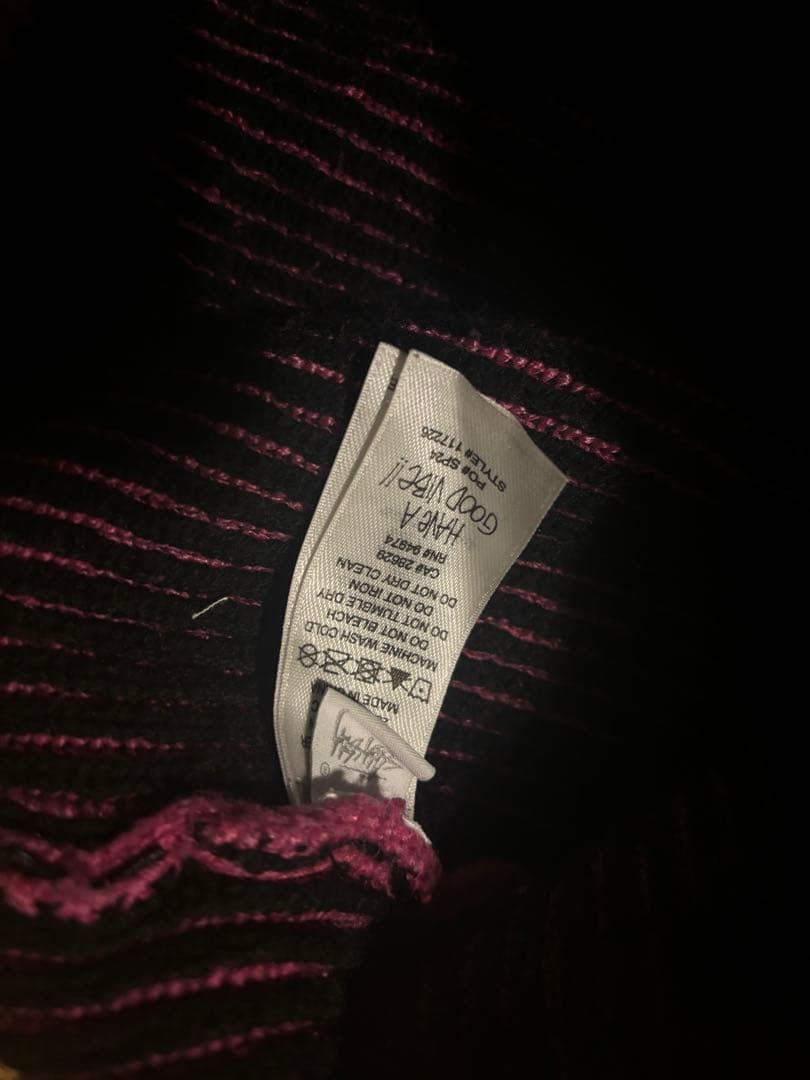 MADE IN
MACHINE WASH COLD
DO NOT BLEACH
DO NOT TUMBLE DRY
DO NOT IRON
DO NOT DRY CLEAN
CA# 28629
RN# 94974
HAVE A
GOOD VIBE!!
PO# SP24
STYLE# 117226